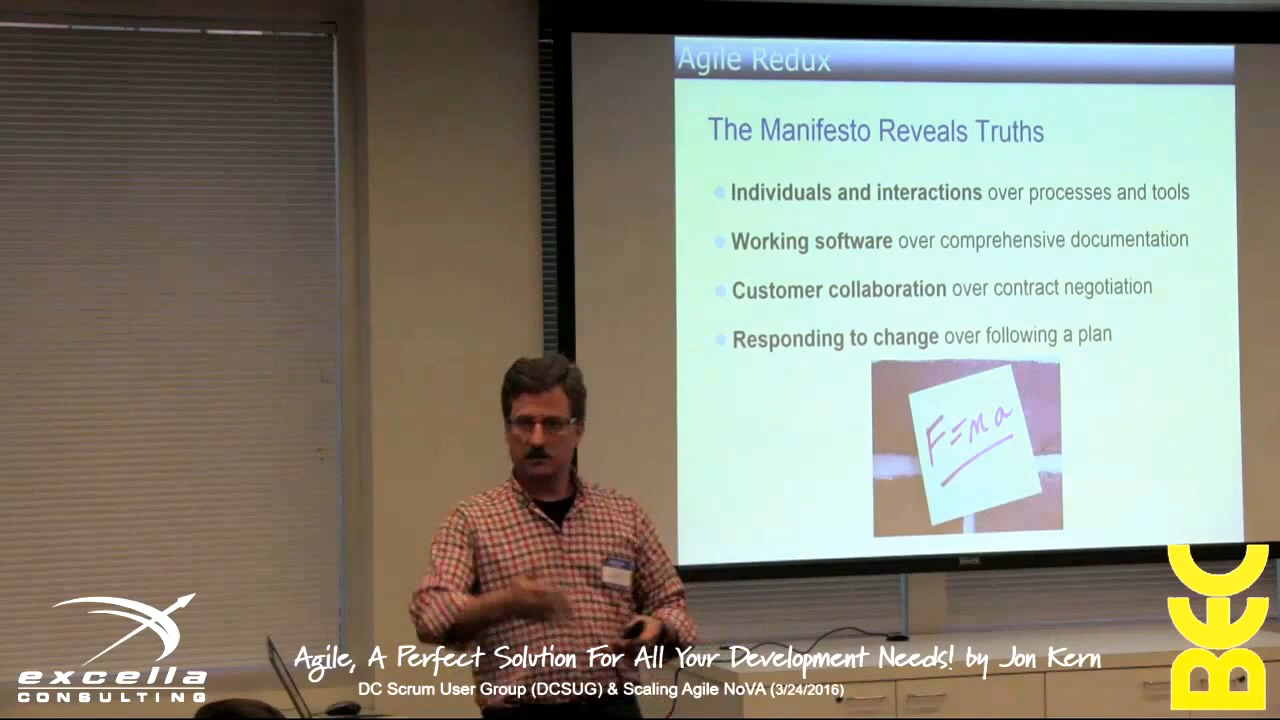 Agile Redux
The Manifesto Reveals Truths
Individuals and interactions over processes and tools
Working software over comprehensive documentation
Customer collaboration over contract negotiation
Responding to change over following a plan
F=ma
excella
CONSULTING
Agile, A Perfect Solution For All Your Development Needs! by Jon Kern
DC Scrum User Group (DCSUG) & Scaling Agile NoVA (3/24/2016)
BEC